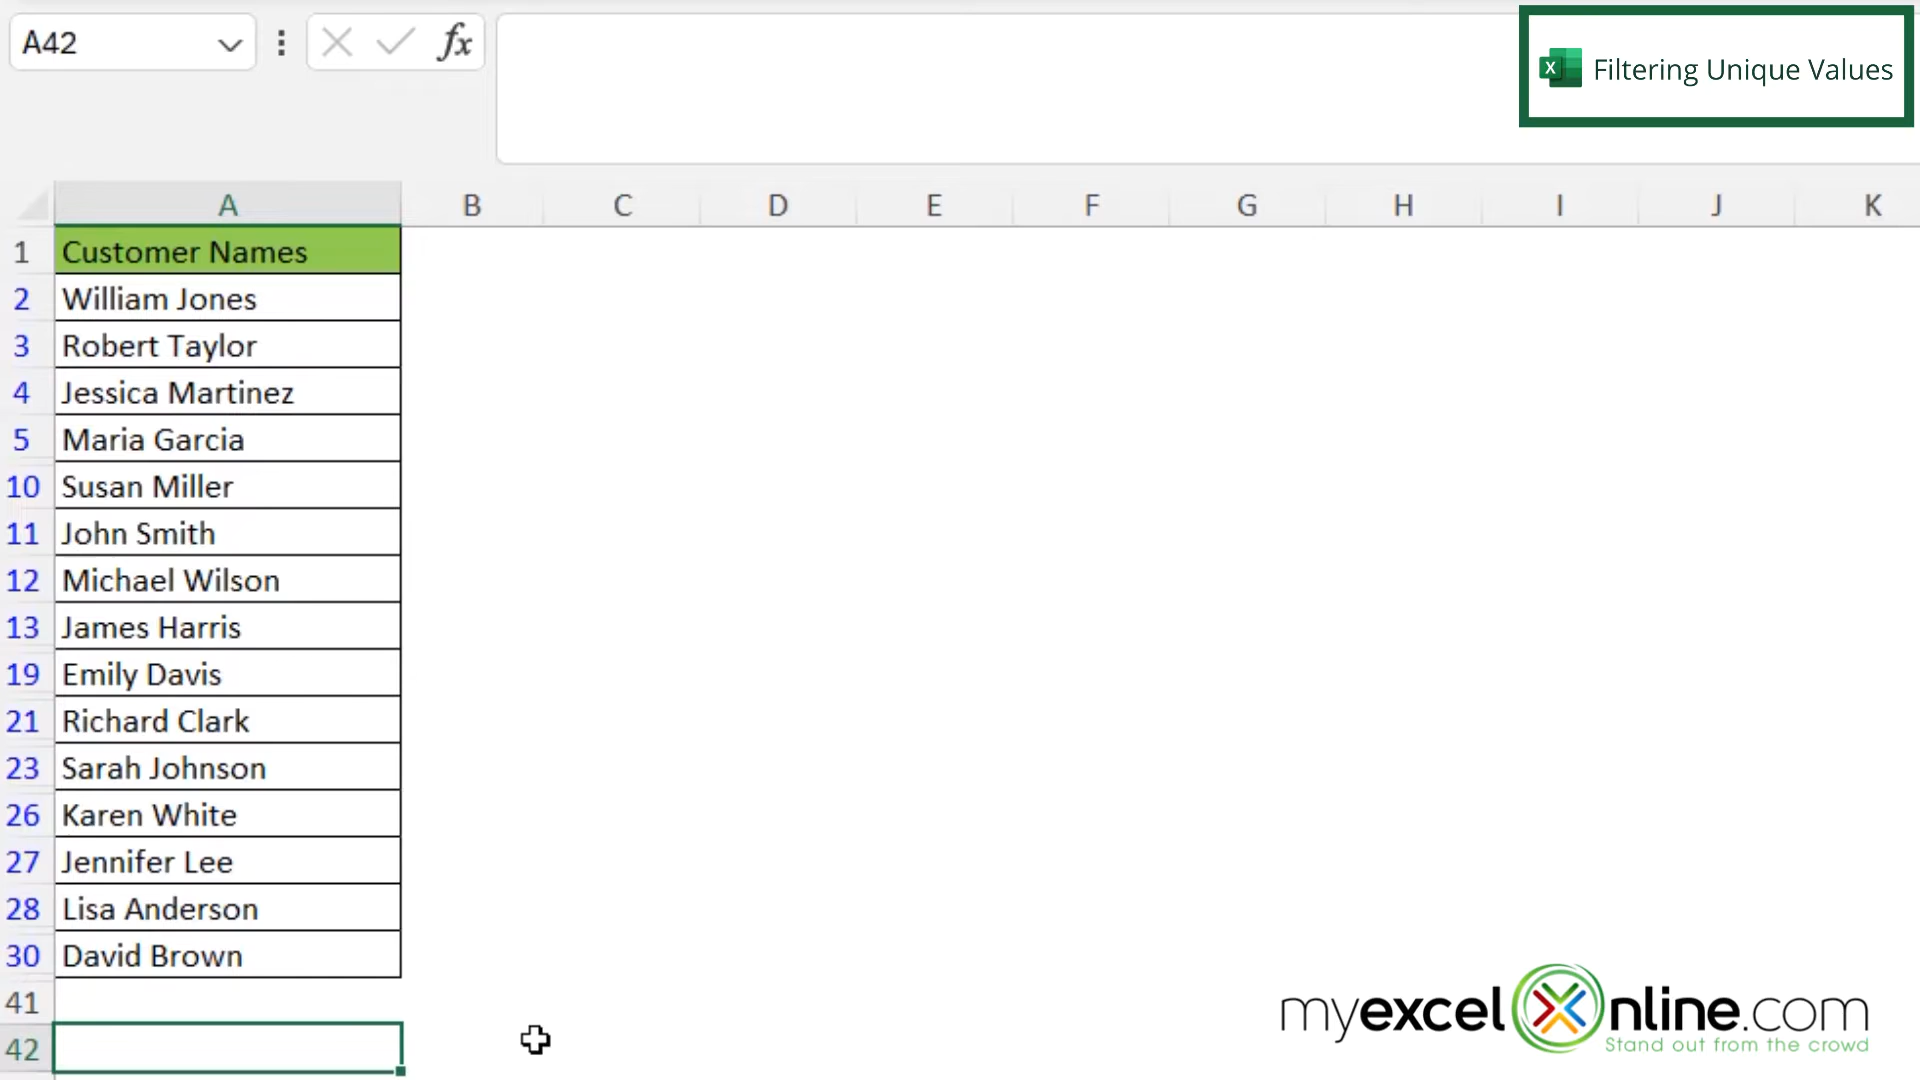 A42
fx
Filtering Unique Values
A B C D E F G H I J K
1 Customer Names
2 William Jones
3 Robert Taylor
4 Jessica Martinez
5 Maria Garcia
10 Susan Miller
11 John Smith
12 Michael Wilson
13 James Harris
19 Emily Davis
21 Richard Clark
23 Sarah Johnson
26 Karen White
27 Jennifer Lee
28 Lisa Anderson
30 David Brown
41
42
myexcelXnline.com
Stand out from the crowd